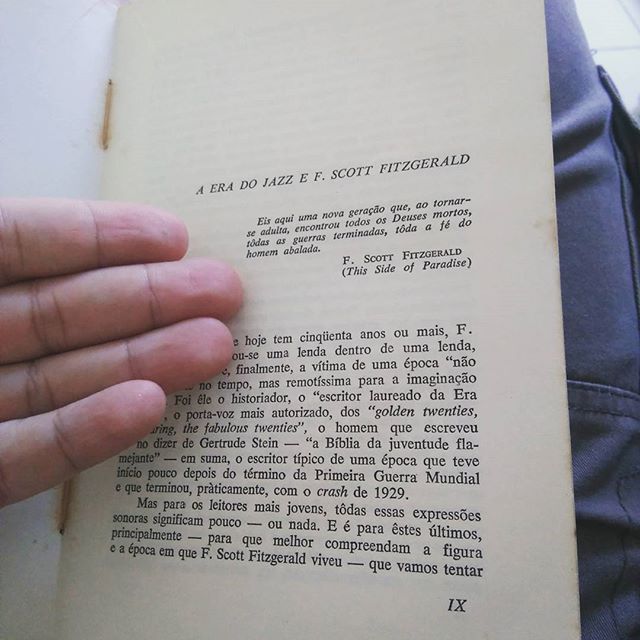 A ERA DO JAZZ E F. SCOTT FITZGERALD
Eis aqui uma nova geração que, ao tornar-
se adulta, encontrou todos os Deuses mortos,
tôdas as guerras terminadas, tôda a fé do
homem abalada.
F. SCOTT FITZGERALD
(This Side of Paradise)
hoje tem cinqüenta anos ou mais, F.
uma lenda dentro de uma lenda,
finalmente, a vítima de uma época “não
no tempo, mas remotíssima para a imaginação
Foi êle o historiador, o “escritor laureado da Era
o porta-voz mais autorizado, dos “golden twenties,
the fabulous twenties”, o homem que escreveu
no dizer de Gertrude Stein — “a Bíblia da juventude fla-
mejante” — em suma, o escritor típico de uma época que teve
início pouco depois do término da Primeira Guerra Mundial
e que terminou, pràticamente, com o crash de 1929.
Mas para os leitores mais jovens, tôdas essas expressões
sonoras significam pouco — ou nada. E é para êstes últimos,
principalmente — para que melhor compreendam a figura
e a época em que F. Scott Fitzgerald viveu — que vamos tentar
IX